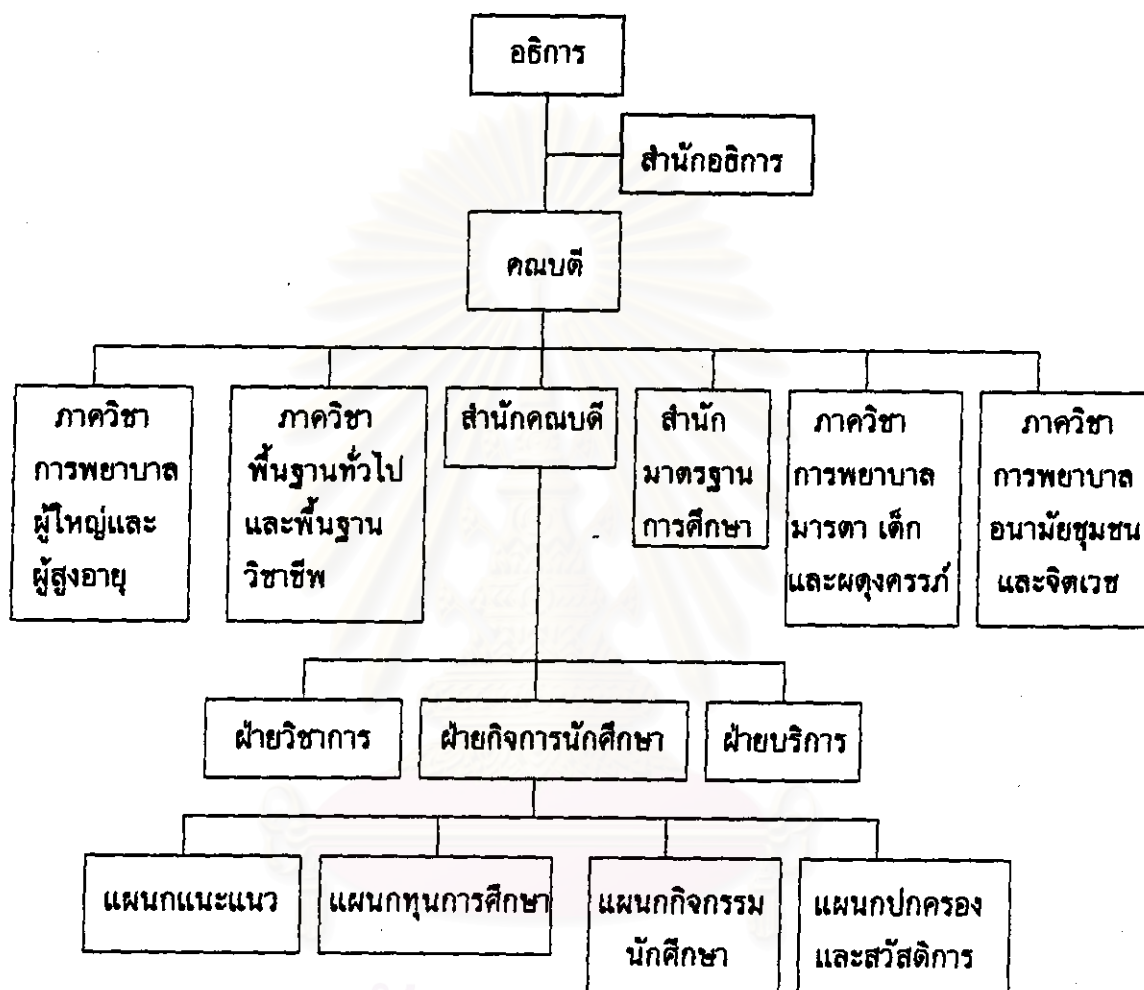 อธิการ
สำนักอธิการ
คณบดี
ภาควิชา
การพยาบาล
ผู้ใหญ่และ
ผู้สูงอายุ
ภาควิชา
พื้นฐานทั่วไป
และพื้นฐาน
วิชาชีพ
สำนักคณบดี
สำนัก
มาตรฐาน
การศึกษา
ภาควิชา
การพยาบาล
มารดา เด็ก
และผดุงครรภ์
ภาควิชา
การพยาบาล
อนามัยชุมชน
และจิตเวช
ฝ่ายวิชาการ
ฝ่ายกิจการนักศึกษา
ฝ่ายบริการ
แผนกแนะแนว
แผนกทุนการศึกษา
แผนกกิจกรรม
นักศึกษา
แผนกปกครอง
และสวัสดิการ